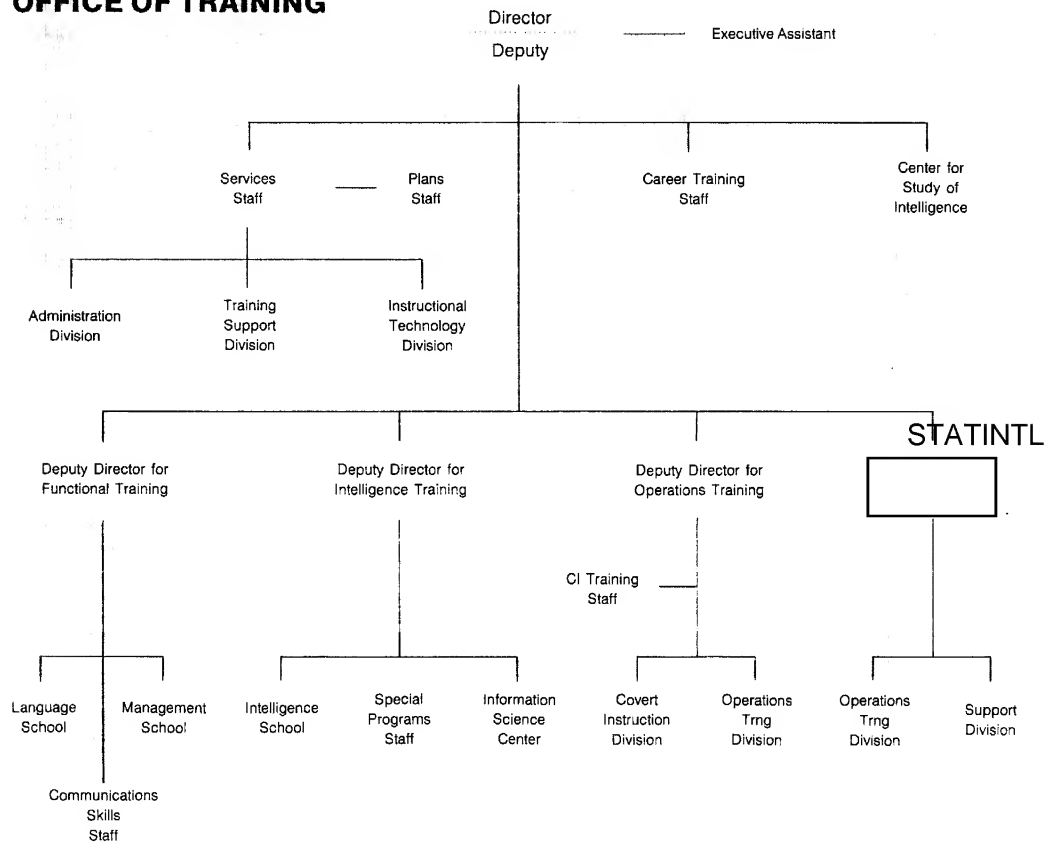 OFFICE OF TRAINING
Director
Deputy
Executive Assistant
Services
Staff
Plans
Staff
Career Training
Staff
Center for
Study of
Intelligence
Administration
Division
Training
Support
Division
Instructional
Technology
Division
STATINTL
Deputy Director for
Functional Training
Deputy Director for
Intelligence Training
Deputy Director for
Operations Training
CI Training
Staff
Language
School
Management
School
Intelligence
School
Special
Programs
Staff
Information
Science
Center
Covert
Instruction
Division
Operations
Trng
Division
Operations
Trng
Division
Support
Division
Communications
Skills
Staff